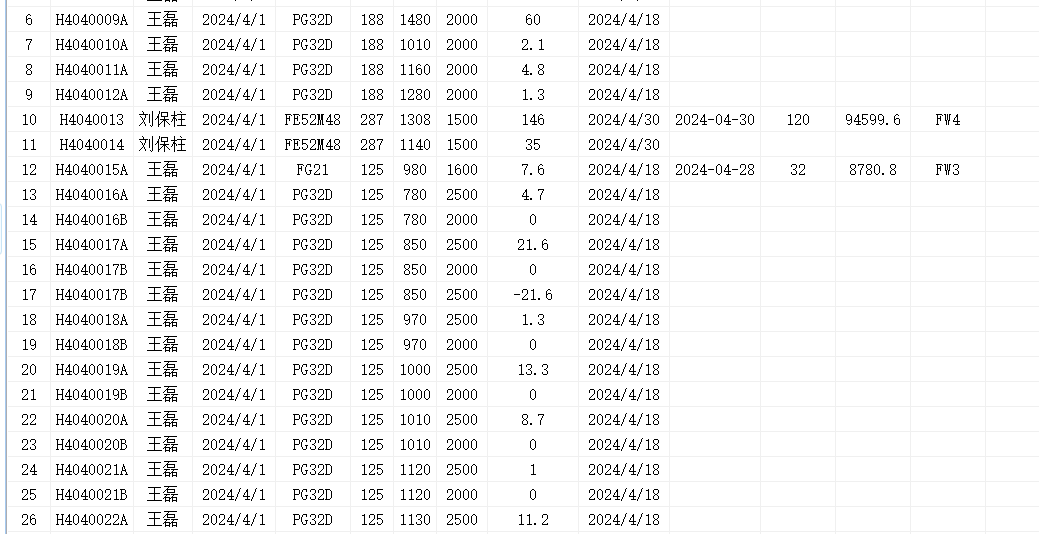 6 H4040009A 王磊 2024/4/1 PG32D 188 1480 2000 60 2024/4/18
7 H4040010A 王磊 2024/4/1 PG32D 188 1010 2000 2.1 2024/4/18
8 H4040011A 王磊 2024/4/1 PG32D 188 1160 2000 4.8 2024/4/18
9 H4040012A 王磊 2024/4/1 PG32D 188 1280 2000 1.3 2024/4/18
10 H4040013 刘保柱 2024/4/1 FE52M48 287 1308 1500 146 2024/4/30 2024-04-30 120 94599.6 FW4
11 H4040014 刘保柱 2024/4/1 FE52M48 287 1140 1500 35 2024/4/30
12 H4040015A 王磊 2024/4/1 FG21 125 980 1600 7.6 2024/4/18 2024-04-28 32 8780.8 FW3
13 H4040016A 王磊 2024/4/1 PG32D 125 780 2500 4.7 2024/4/18
14 H4040016B 王磊 2024/4/1 PG32D 125 780 2000 0 2024/4/18
15 H4040017A 王磊 2024/4/1 PG32D 125 850 2500 21.6 2024/4/18
16 H4040017B 王磊 2024/4/1 PG32D 125 850 2000 0 2024/4/18
17 H4040017B 王磊 2024/4/1 PG32D 125 850 2500 -21.6 2024/4/18
18 H4040018A 王磊 2024/4/1 PG32D 125 970 2500 1.3 2024/4/18
19 H4040018B 王磊 2024/4/1 PG32D 125 970 2000 0 2024/4/18
20 H4040019A 王磊 2024/4/1 PG32D 125 1000 2500 13.3 2024/4/18
21 H4040019B 王磊 2024/4/1 PG32D 125 1000 2000 0 2024/4/18
22 H4040020A 王磊 2024/4/1 PG32D 125 1010 2500 8.7 2024/4/18
23 H4040020B 王磊 2024/4/1 PG32D 125 1010 2000 0 2024/4/18
24 H4040021A 王磊 2024/4/1 PG32D 125 1120 2500 1 2024/4/18
25 H4040021B 王磊 2024/4/1 PG32D 125 1120 2000 0 2024/4/18
26 H4040022A 王磊 2024/4/1 PG32D 125 1130 2500 11.2 2024/4/18